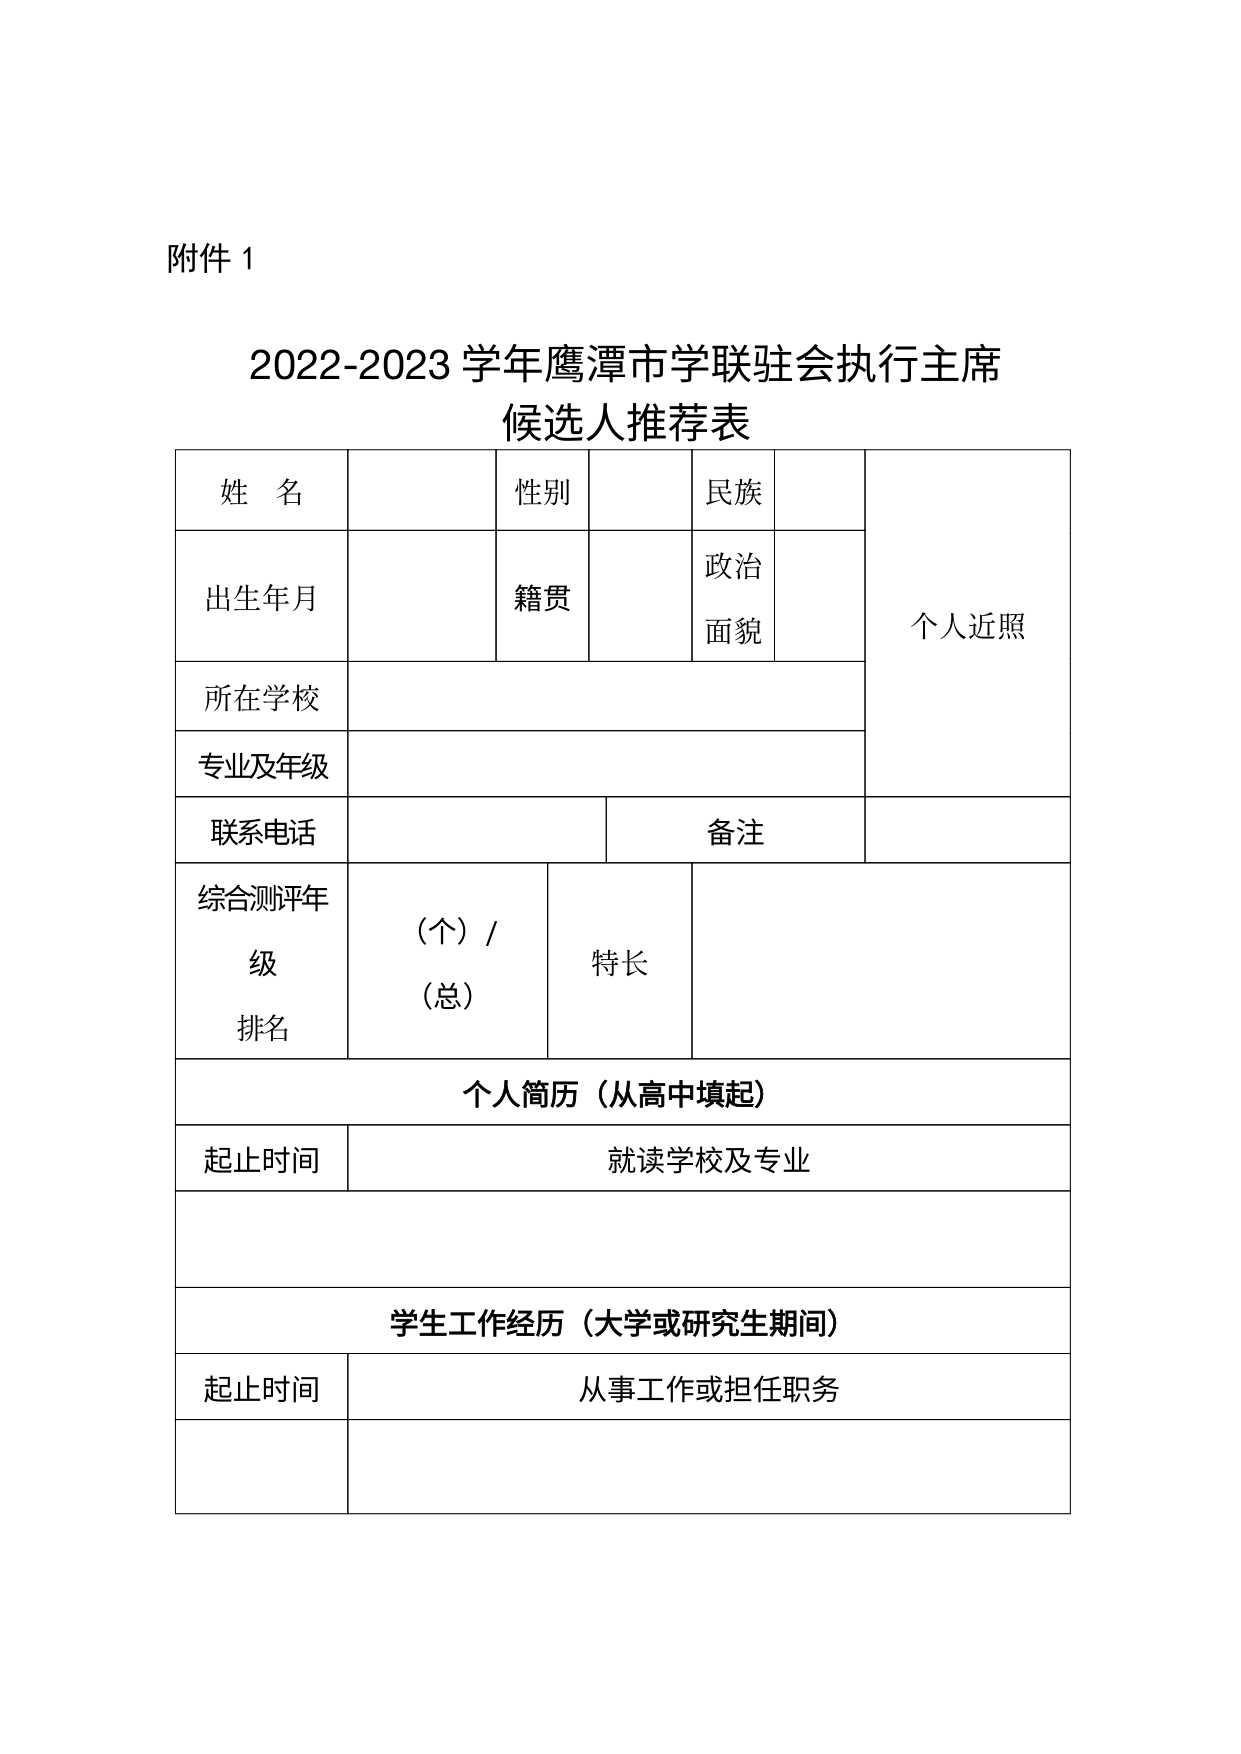 附件 1
2022-2023 学年鹰潭市学联驻会执行主席
候选人推荐表
姓　名
性别
民族
个人近照
出生年月
籍贯
政治
面貌
所在学校
专业及年级
联系电话
备注
综合测评年
级
排名
（个）/
（总）
特长
个人简历（从高中填起）
起止时间
就读学校及专业
学生工作经历（大学或研究生期间）
起止时间
从事工作或担任职务